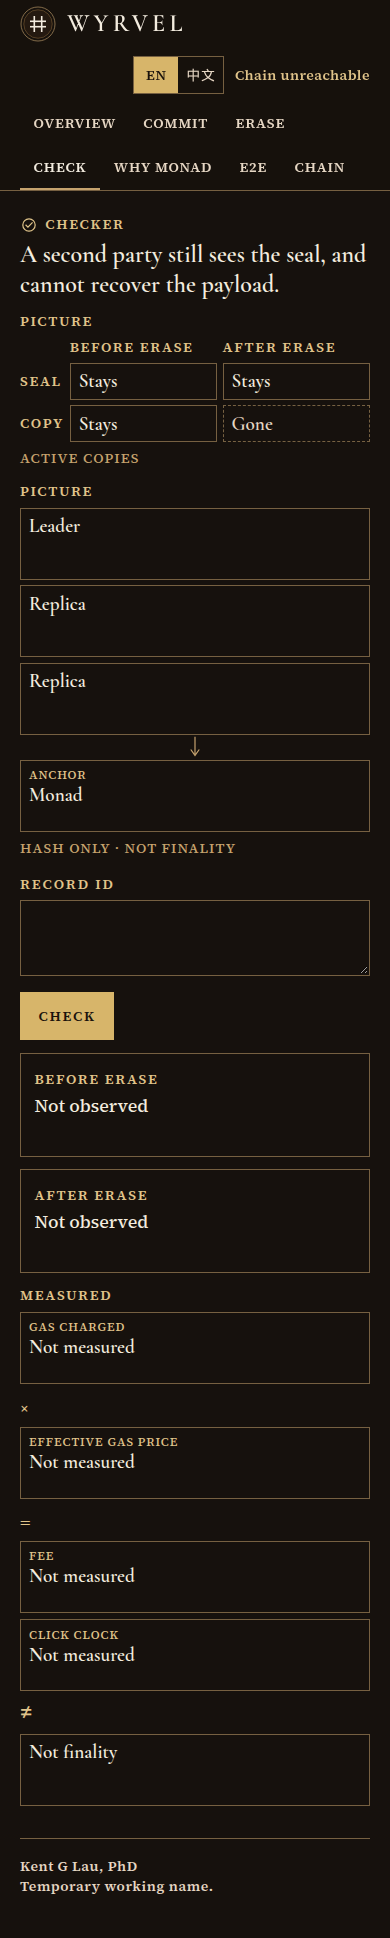 WYRVEL
EN 中文 Chain unreachable
OVERVIEW COMMIT ERASE
CHECK WHY MONAD E2E CHAIN
CHECKER
A second party still sees the seal, and
cannot recover the payload.
PICTURE
BEFORE ERASE AFTER ERASE
SEAL Stays Stays
COPY Stays Gone
ACTIVE COPIES
PICTURE
Leader
Replica
Replica
↓
ANCHOR
Monad
HASH ONLY · NOT FINALITY
RECORD ID
CHECK
BEFORE ERASE
Not observed
AFTER ERASE
Not observed
MEASURED
GAS CHARGED
Not measured
×
EFFECTIVE GAS PRICE
Not measured
=
FEE
Not measured
CLICK CLOCK
Not measured
≠
Not finality
Kent G Lau, PhD
Temporary working name.